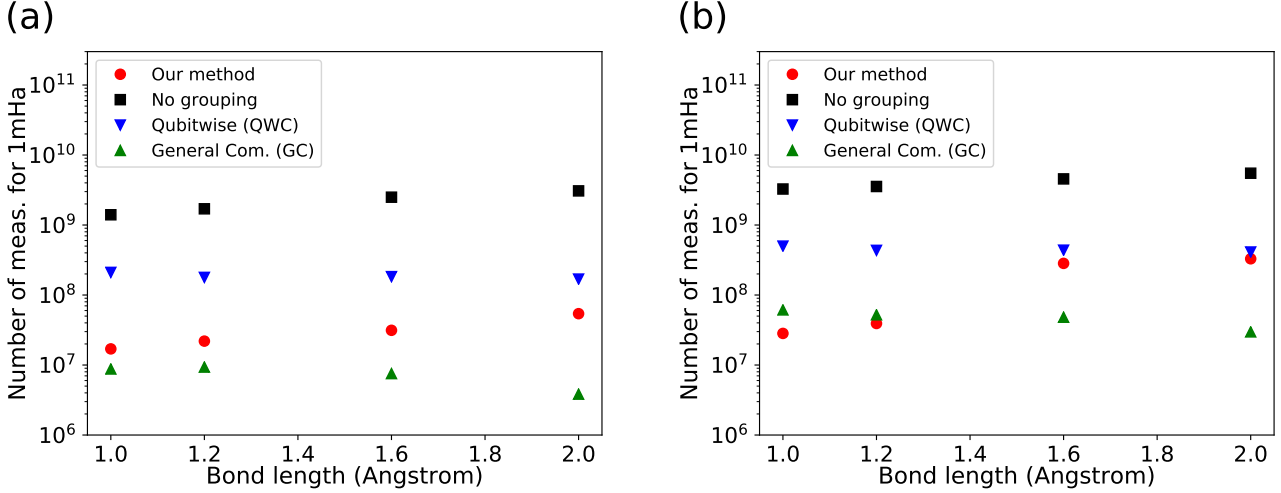 (a)
Number of meas. for 1mHa
10^11
10^10
10^9
10^8
10^7
10^6
Our method
No grouping
Qubitwise (QWC)
General Com. (GC)
1.0 1.2 1.4 1.6 1.8 2.0
Bond length (Angstrom)
(b)
Number of meas. for 1mHa
10^11
10^10
10^9
10^8
10^7
10^6
Our method
No grouping
Qubitwise (QWC)
General Com. (GC)
1.0 1.2 1.4 1.6 1.8 2.0
Bond length (Angstrom)